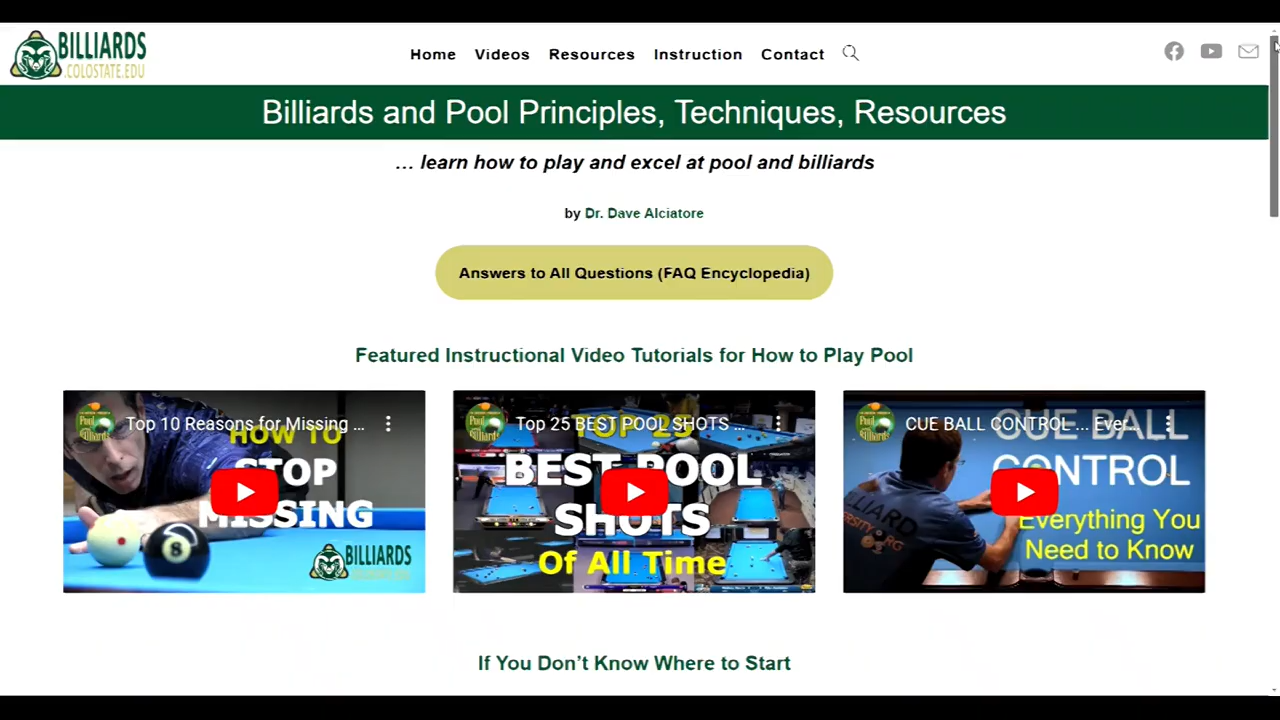 BILLIARDS
.COLOSTATE.EDU
Home Videos Resources Instruction Contact
Billiards and Pool Principles, Techniques, Resources
… learn how to play and excel at pool and billiards
by Dr. Dave Alciatore
Answers to All Questions (FAQ Encyclopedia)
Featured Instructional Video Tutorials for How to Play Pool
Top 10 Reasons for Missing ...
HOW TO
STOP
MISSING
8
BILLIARDS
Top 25 BEST POOL SHOTS ...
TOP 25
BEST POOL
SHOTS
Of All Time
CUE BALL CONTROL ... Ever...
CUE BALL
CONTROL
Everything You
Need to Know
If You Don’t Know Where to Start